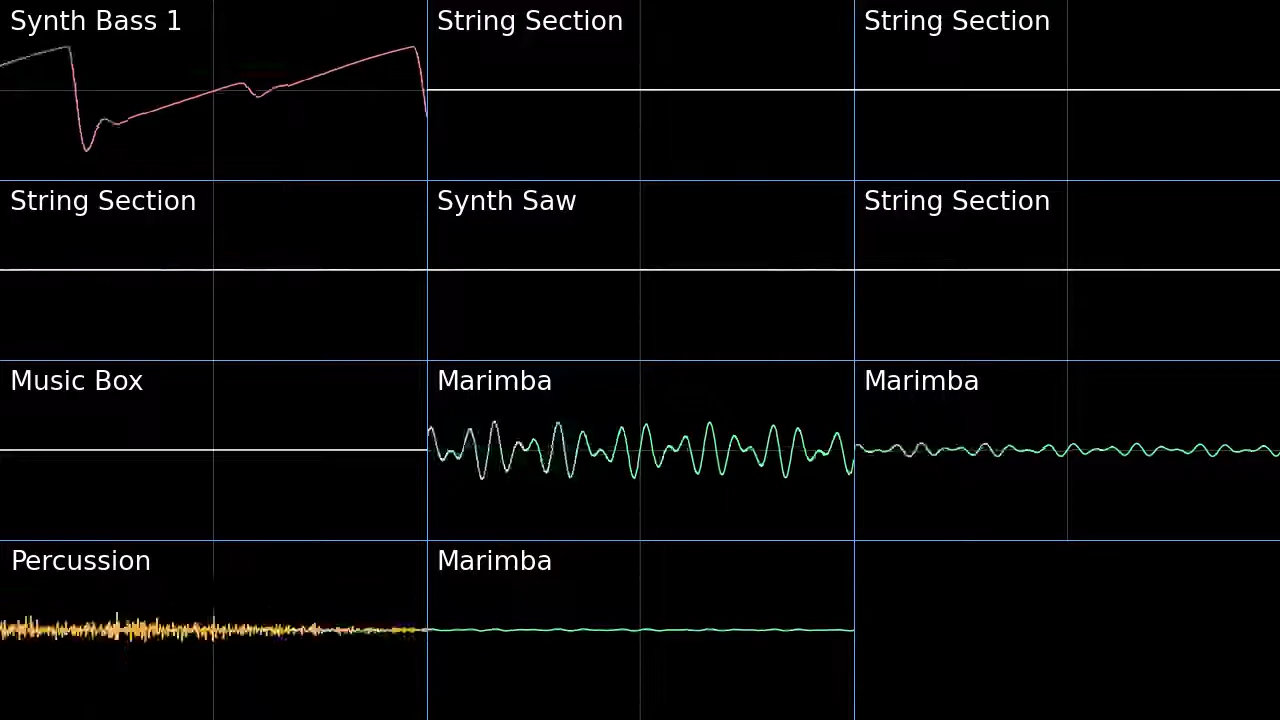 Synth Bass 1
String Section
String Section
String Section
Synth Saw
String Section
Music Box
Marimba
Marimba
Percussion
Marimba